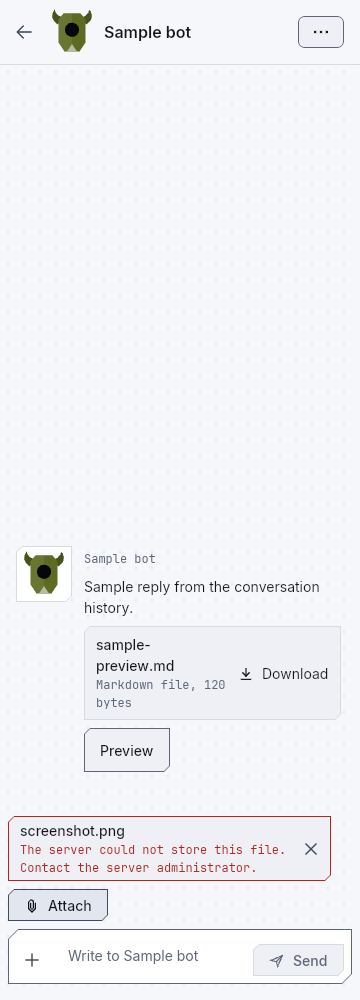 Sample bot
Sample bot
Sample reply from the conversation
history.
sample-
preview.md
Markdown file, 120
bytes
Download
Preview
screenshot.png
The server could not store this file.
Contact the server administrator.
Attach
Write to Sample bot
Send